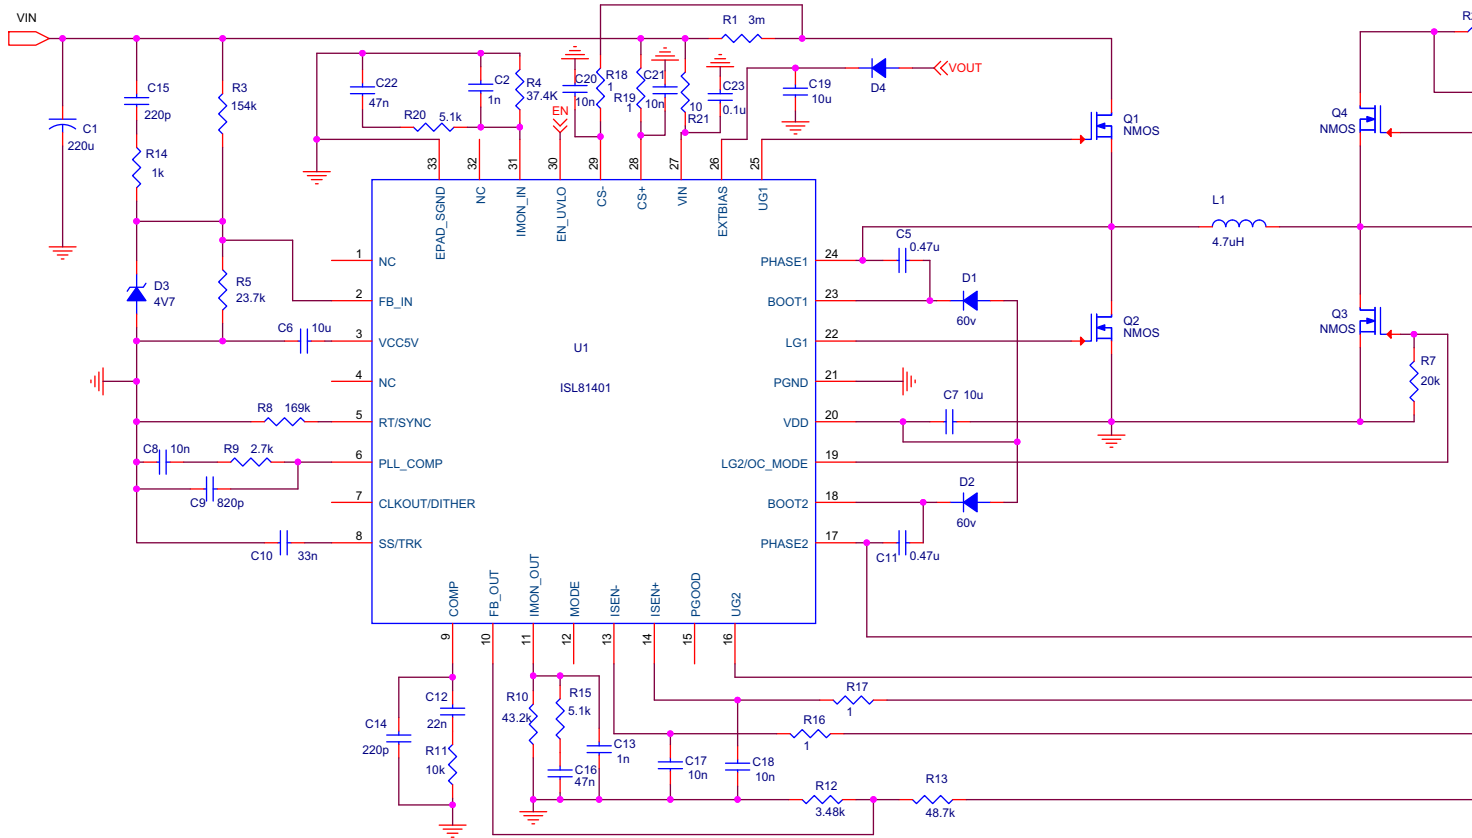 VIN
R1 3m
R
C15
220p
R3
154k
C22
47n
C2
1n
R4
37.4K
C20
10n
R18
1
C21
10n
R19
1
10
R21
C23
0.1u
C19
10u
D4
VOUT
C1
220u
R14
1k
R20 5.1k
EN
Q1
NMOS
Q4
NMOS
33
32
31
30
29
28
27
26
25
EPAD_SGND
NC
IMON_IN
EN_UVLO
CS-
CS+
VIN
EXTBIAS
UG1
L1
4.7uH
1 NC
2 FB_IN
3 VCC5V
4 NC
5 RT/SYNC
6 PLL_COMP
7 CLKOUT/DITHER
8 SS/TRK
PHASE1 24
BOOT1 23
LG1 22
PGND 21
VDD 20
LG2/OC_MODE 19
BOOT2 18
PHASE2 17
U1
ISL81401
D3
4V7
R5
23.7k
C6 10u
C5
0.47u
D1
60v
Q2
NMOS
Q3
NMOS
R7
20k
C7 10u
R8 169k
C8 10n
R9 2.7k
C9 820p
C10 33n
D2
60v
C11 0.47u
COMP
FB_OUT
IMON_OUT
MODE
ISEN-
ISEN+
PGOOD
UG2
9
10
11
12
13
14
15
16
C14
220p
C12
22n
R11
10k
R10
43.2k
R15
5.1k
C13
1n
C16
47n
C17
10n
C18
10n
R17
1
R16
1
R12
3.48k
R13
48.7k